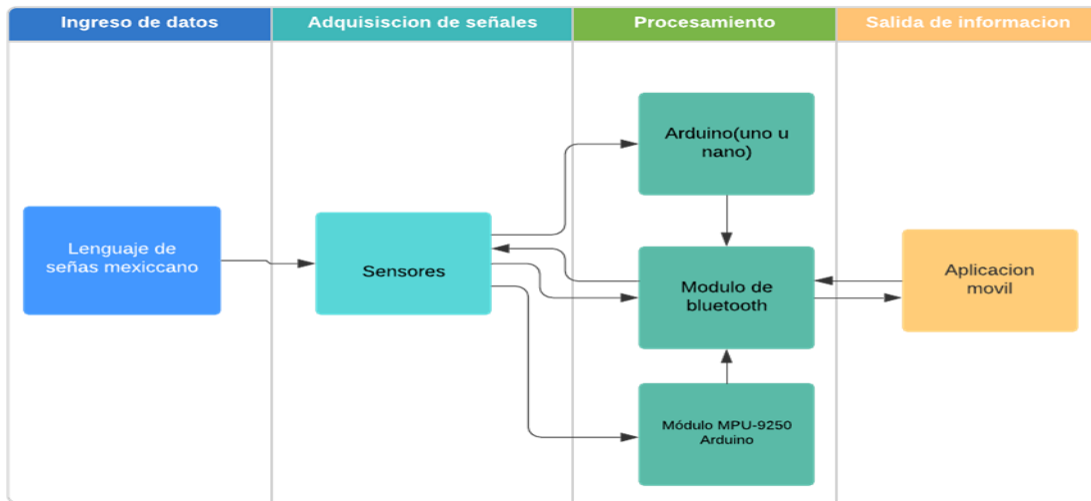 Ingreso de datos
Adquisiscion de señales
Procesamiento
Salida de informacion
Lenguaje de
señas mexiccano
Sensores
Arduino(uno u
nano)
Modulo de
bluetooth
Módulo MPU-9250
Arduino
Aplicacion
movil